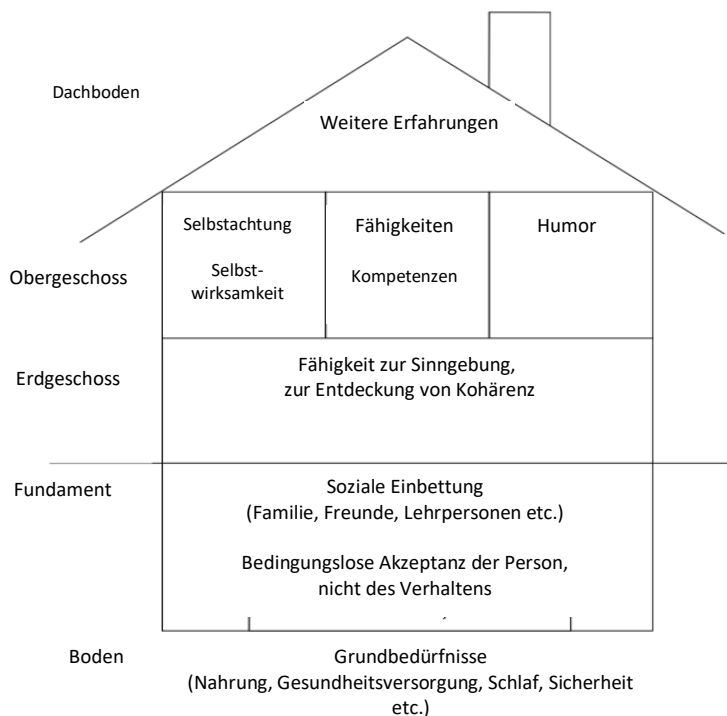 Dachboden
Weitere Erfahrungen
Obergeschoss
Selbstachtung
Selbst-
wirksamkeit
Fähigkeiten
Kompetenzen
Humor
Erdgeschoss
Fähigkeit zur Sinngebung,
zur Entdeckung von Kohärenz
Fundament
Soziale Einbettung
(Familie, Freunde, Lehrpersonen etc.)
Bedingungslose Akzeptanz der Person,
nicht des Verhaltens
Boden
Grundbedürfnisse
(Nahrung, Gesundheitsversorgung, Schlaf, Sicherheit
etc.)